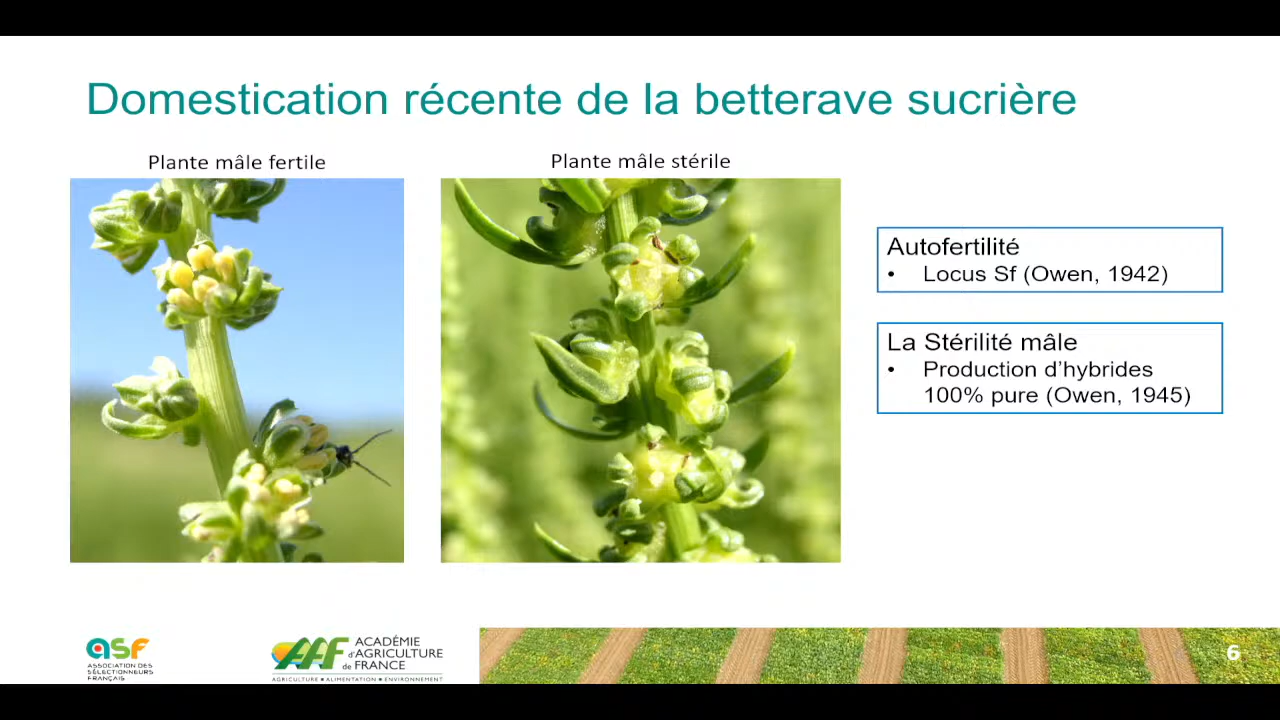 Domestication récente de la betterave sucrière
Plante mâle fertile
Plante mâle stérile
Autofertilité
• Locus Sf (Owen, 1942)
La Stérilité mâle
• Production d’hybrides
100% pure (Owen, 1945)
asf
ASSOCIATION DES
SÉLECTIONNEURS
FRANÇAIS
AAF
ACADÉMIE
d'AGRICULTURE
de FRANCE
AGRICULTURE ■ ALIMENTATION ■ ENVIRONNEMENT
6